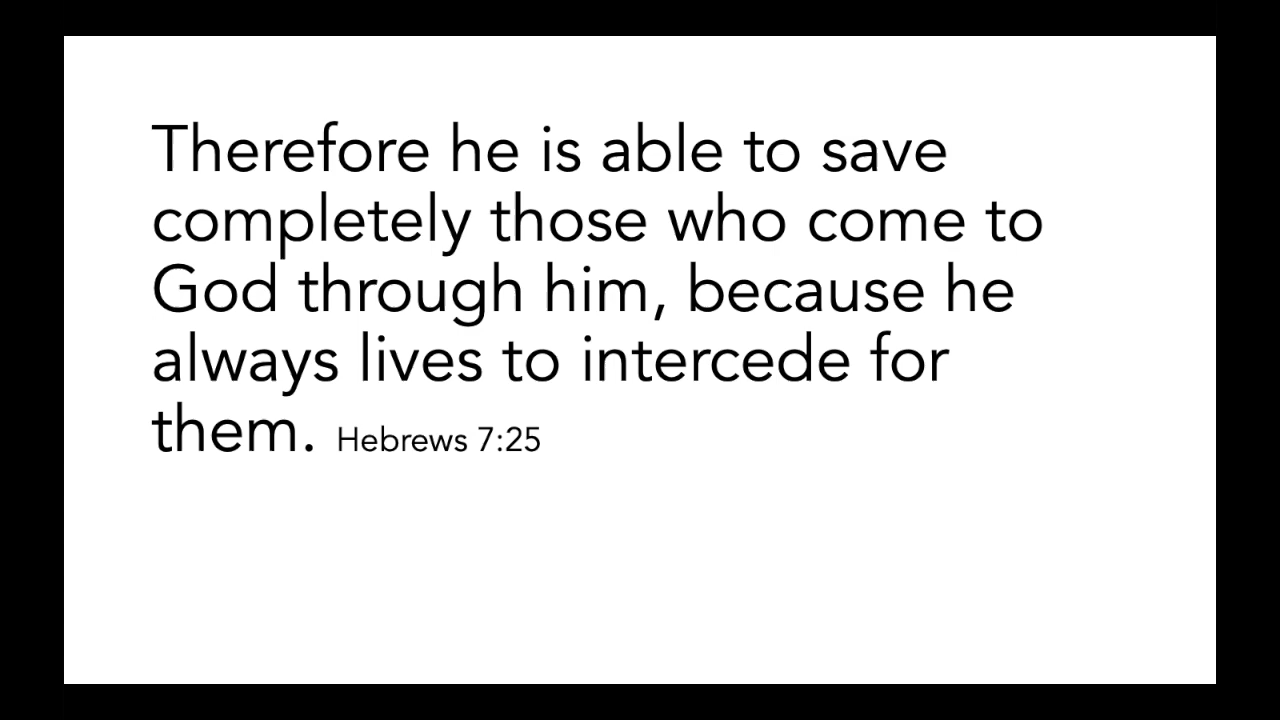 Therefore he is able to save
completely those who come to
God through him, because he
always lives to intercede for
them. Hebrews 7:25